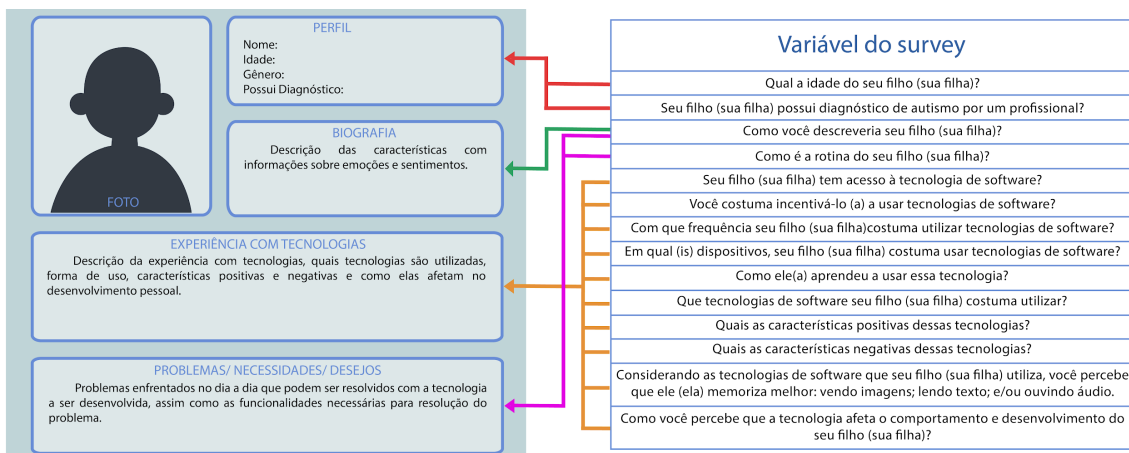 PERFIL
Nome:
Idade:
Gênero:
Possui Diagnóstico:
FOTO
BIOGRAFIA
Descrição das características com
informações sobre emoções e sentimentos.
EXPERIÊNCIA COM TECNOLOGIAS
Descrição da experiência com tecnologias, quais tecnologias são utilizadas,
forma de uso, características positivas e negativas e como elas afetam no
desenvolvimento pessoal.
PROBLEMAS/ NECESSIDADES/ DESEJOS
Problemas enfrentados no dia a dia que podem ser resolvidos com a tecnologia
a ser desenvolvida, assim como as funcionalidades necessárias para resolução do
problema.
Variável do survey
Qual a idade do seu filho (sua filha)?
Seu filho (sua filha) possui diagnóstico de autismo por um profissional?
Como você descreveria seu filho (sua filha)?
Como é a rotina do seu filho (sua filha)?
Seu filho (sua filha) tem acesso à tecnologia de software?
Você costuma incentivá-lo (a) a usar tecnologias de software?
Com que frequência seu filho (sua filha)costuma utilizar tecnologias de software?
Em qual (is) dispositivos, seu filho (sua filha) costuma usar tecnologias de software?
Como ele(a) aprendeu a usar essa tecnologia?
Que tecnologias de software seu filho (sua filha) costuma utilizar?
Quais as características positivas dessas tecnologias?
Quais as características negativas dessas tecnologias?
Considerando as tecnologias de software que seu filho (sua filha) utiliza, você percebe
que ele (ela) memoriza melhor: vendo imagens; lendo texto; e/ou ouvindo áudio.
Como você percebe que a tecnologia afeta o comportamento e desenvolvimento do
seu filho (sua filha)?